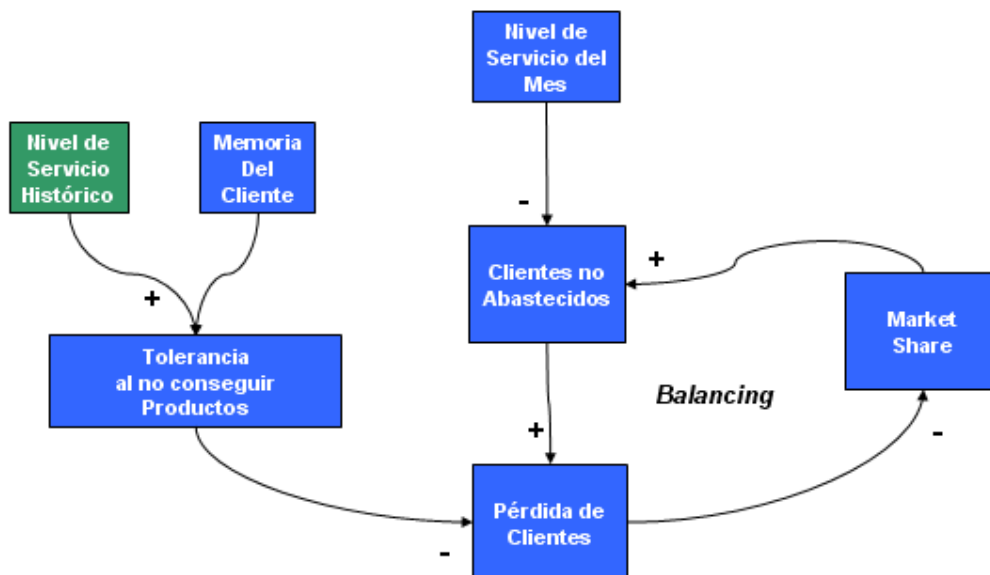 Nivel de
Servicio del
Mes
Nivel de
Servicio
Histórico
Memoria
Del
Cliente
-
+
+
Clientes no
Abastecidos
Market
Share
Tolerancia
al no conseguir
Productos
Balancing
+
-
Pérdida de
Clientes
-